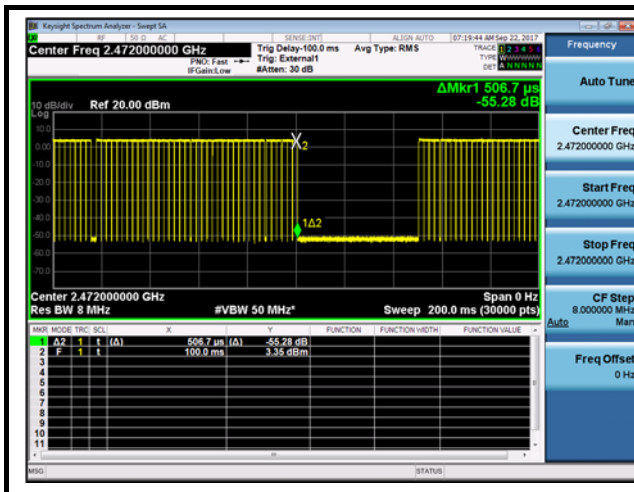 Keysight Spectrum Analyzer - Swept SA
RF 50 Ω AC SENSE:INT ALIGN AUTO 07:19:44 AM Sep 22, 2017
Center Freq 2.472000000 GHz
PNO: Fast
IFGain:Low
Trig Delay-100.0 ms
Trig: External1
#Atten: 30 dB
Avg Type: RMS
TRACE 1 2 3 4 5 6
TYPE
DET A N N N N N
ΔMkr1 506.7 µs
-55.28 dB
10 dB/div Ref 20.00 dBm
Log
10.0
0.00
-10.0
-20.0
-30.0
-40.0
-50.0
-60.0
-70.0
2
1Δ2
Center 2.472000000 GHz Span 0 Hz
Res BW 8 MHz #VBW 50 MHz* Sweep 200.0 ms (30000 pts)
MKR MODE TRC SCL X Y FUNCTION FUNCTION WIDTH FUNCTION VALUE
1 Δ2 1 t (Δ) 506.7 µs (Δ) -55.28 dB
2 F 1 t 100.0 ms 3.35 dBm
3
4
5
6
7
8
9
10
11
MSG STATUS
Frequency
Auto Tune
Center Freq
2.472000000 GHz
Start Freq
2.472000000 GHz
Stop Freq
2.472000000 GHz
CF Step
8.000000 MHz
Auto Man
Freq Offset
0 Hz